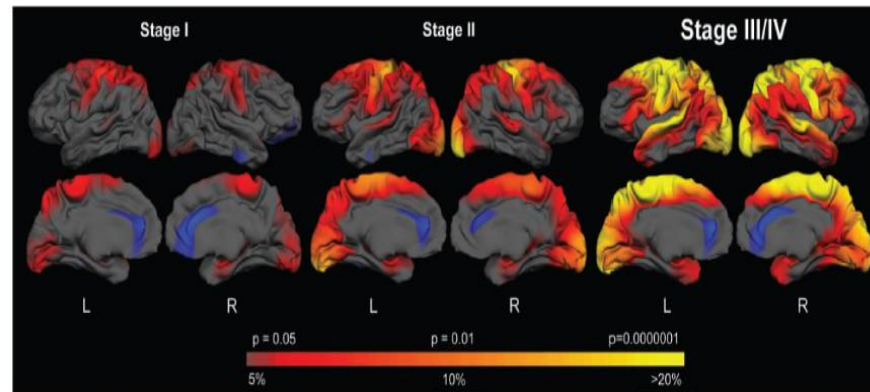 Stage I
Stage II
Stage III/IV
L
R
L
R
L
R
p = 0.05
p = 0.01
p=0.0000001
5%
10%
>20%